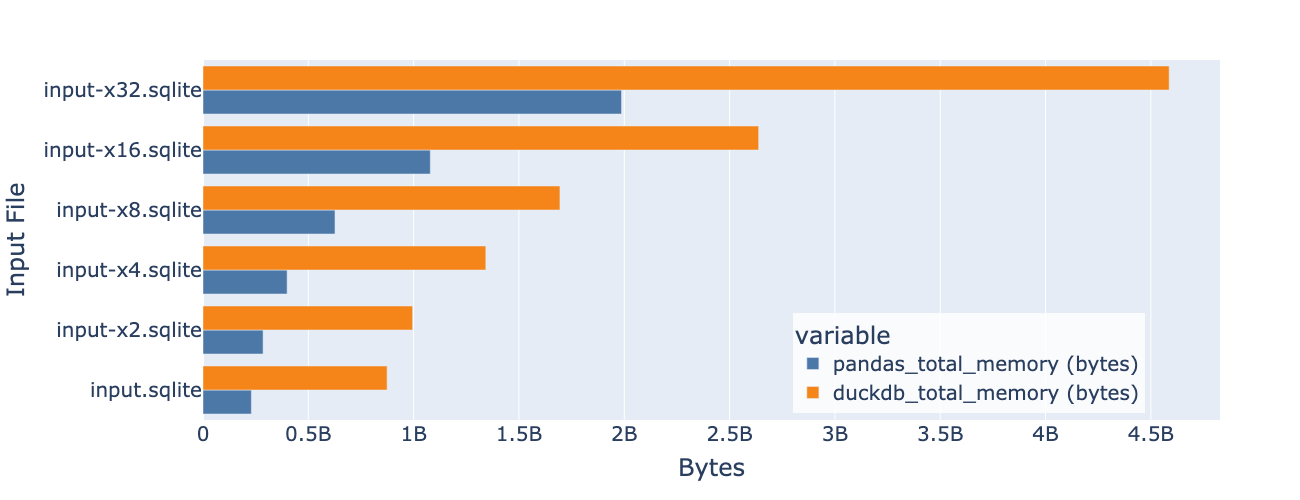 Input File
input-x32.sqlite
input-x16.sqlite
input-x8.sqlite
input-x4.sqlite
input-x2.sqlite
input.sqlite
variable
pandas_total_memory (bytes)
duckdb_total_memory (bytes)
0 0.5B 1B 1.5B 2B 2.5B 3B 3.5B 4B 4.5B
Bytes